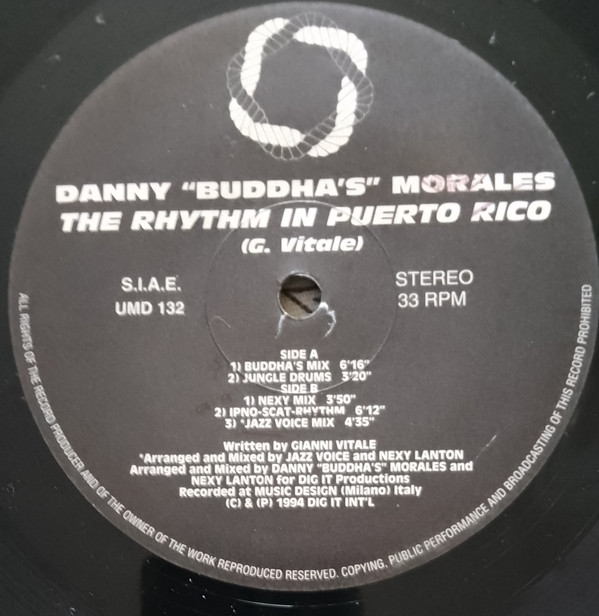 DANNY "BUDDHA'S" MORALES
THE RHYTHM IN PUERTO RICO
(G. Vitale)
S.I.A.E.
UMD 132
STEREO
33 RPM
SIDE A
1) BUDDHA'S MIX 6'16"
2) JUNGLE DRUMS 3'20"
SIDE B
1) NEXY MIX 3'50"
2) IPNO-SCAT-RHYTHM 6'12"
3) *JAZZ VOICE MIX 4'35"
Written by GIANNI VITALE
*Arranged and Mixed by JAZZ VOICE and NEXY LANTON
Arranged and Mixed by DANNY "BUDDHA'S" MORALES and
NEXY LANTON for DIG IT Productions
Recorded at MUSIC DESIGN (Milano) Italy
(C) & (P) 1994 DIG IT INT'L
ALL RIGHTS OF THE RECORD PRODUCER AND OF THE OWNER OF THE WORK REPRODUCED RESERVED. COPYING, PUBLIC PERFORMANCE AND BROADCASTING OF THIS RECORD PROHIBITED